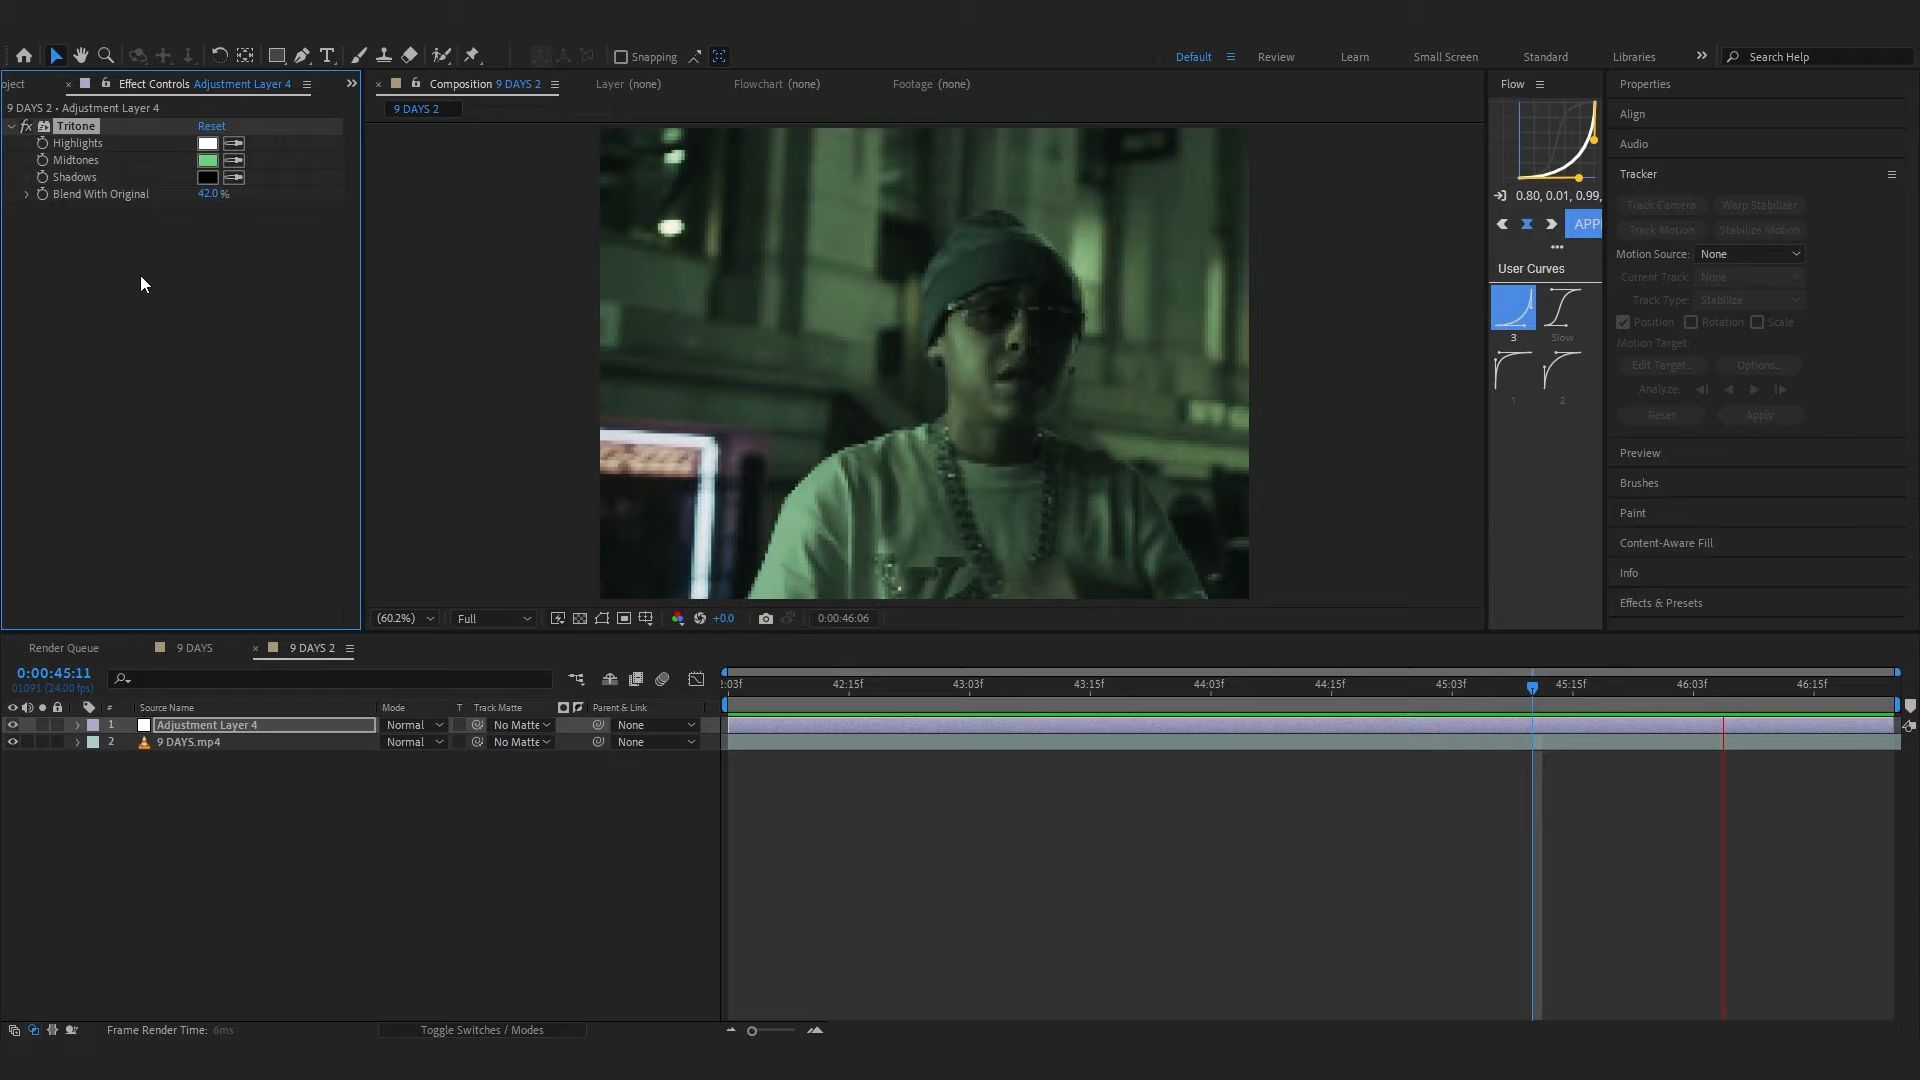 Snapping
Default
Review
Learn
Small Screen
Standard
Libraries
Search Help
oject
Effect Controls Adjustment Layer 4
Composition 9 DAYS 2
Layer (none)
Flowchart (none)
Footage (none)
Flow
Properties
9 DAYS 2 • Adjustment Layer 4
9 DAYS 2
fx Tritone Reset
Highlights
Midtones
Shadows
Blend With Original 42.0 %
Align
Audio
Tracker
0.80, 0.01, 0.99,
APP
Track Camera Warp Stabilizer
Track Motion Stabilize Motion
Motion Source: None
Current Track: None
Track Type: Stabilize
Position Rotation Scale
Motion Target:
Edit Target... Options...
Analyze:
Reset Apply
User Curves
3 Slow
1 2
Preview
Brushes
Paint
Content-Aware Fill
Info
Effects & Presets
(60.2%) Full +0.0 0:00:46:06
Render Queue 9 DAYS 9 DAYS 2
0:00:45:11
01091 (24.00 fps)
:03f 42:15f 43:03f 43:15f 44:03f 44:15f 45:03f 45:15f 46:03f 46:15f
# Source Name Mode T Track Matte Parent & Link
1 Adjustment Layer 4 Normal No Matte None
2 9 DAYS.mp4 Normal No Matte None
Frame Render Time: 6ms
Toggle Switches / Modes